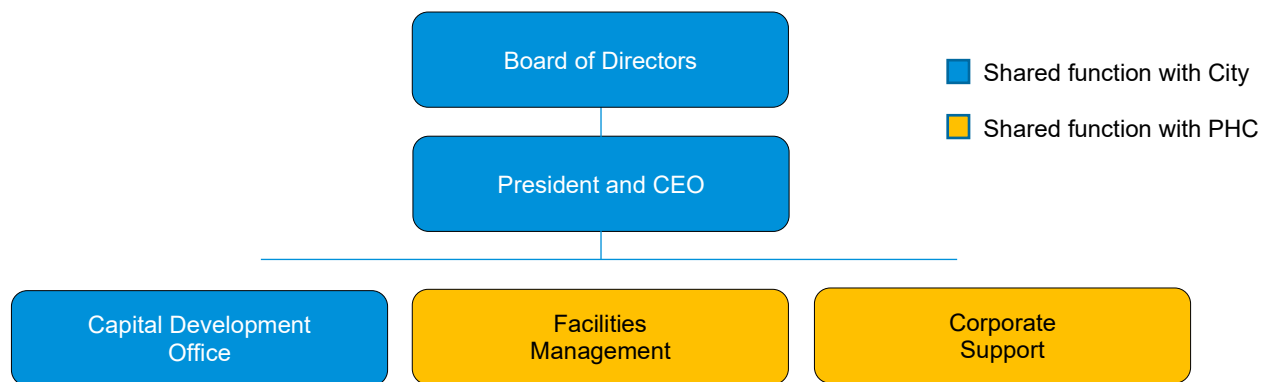 Board of Directors
Shared function with City
Shared function with PHC
President and CEO
Capital Development
Office
Facilities
Management
Corporate
Support